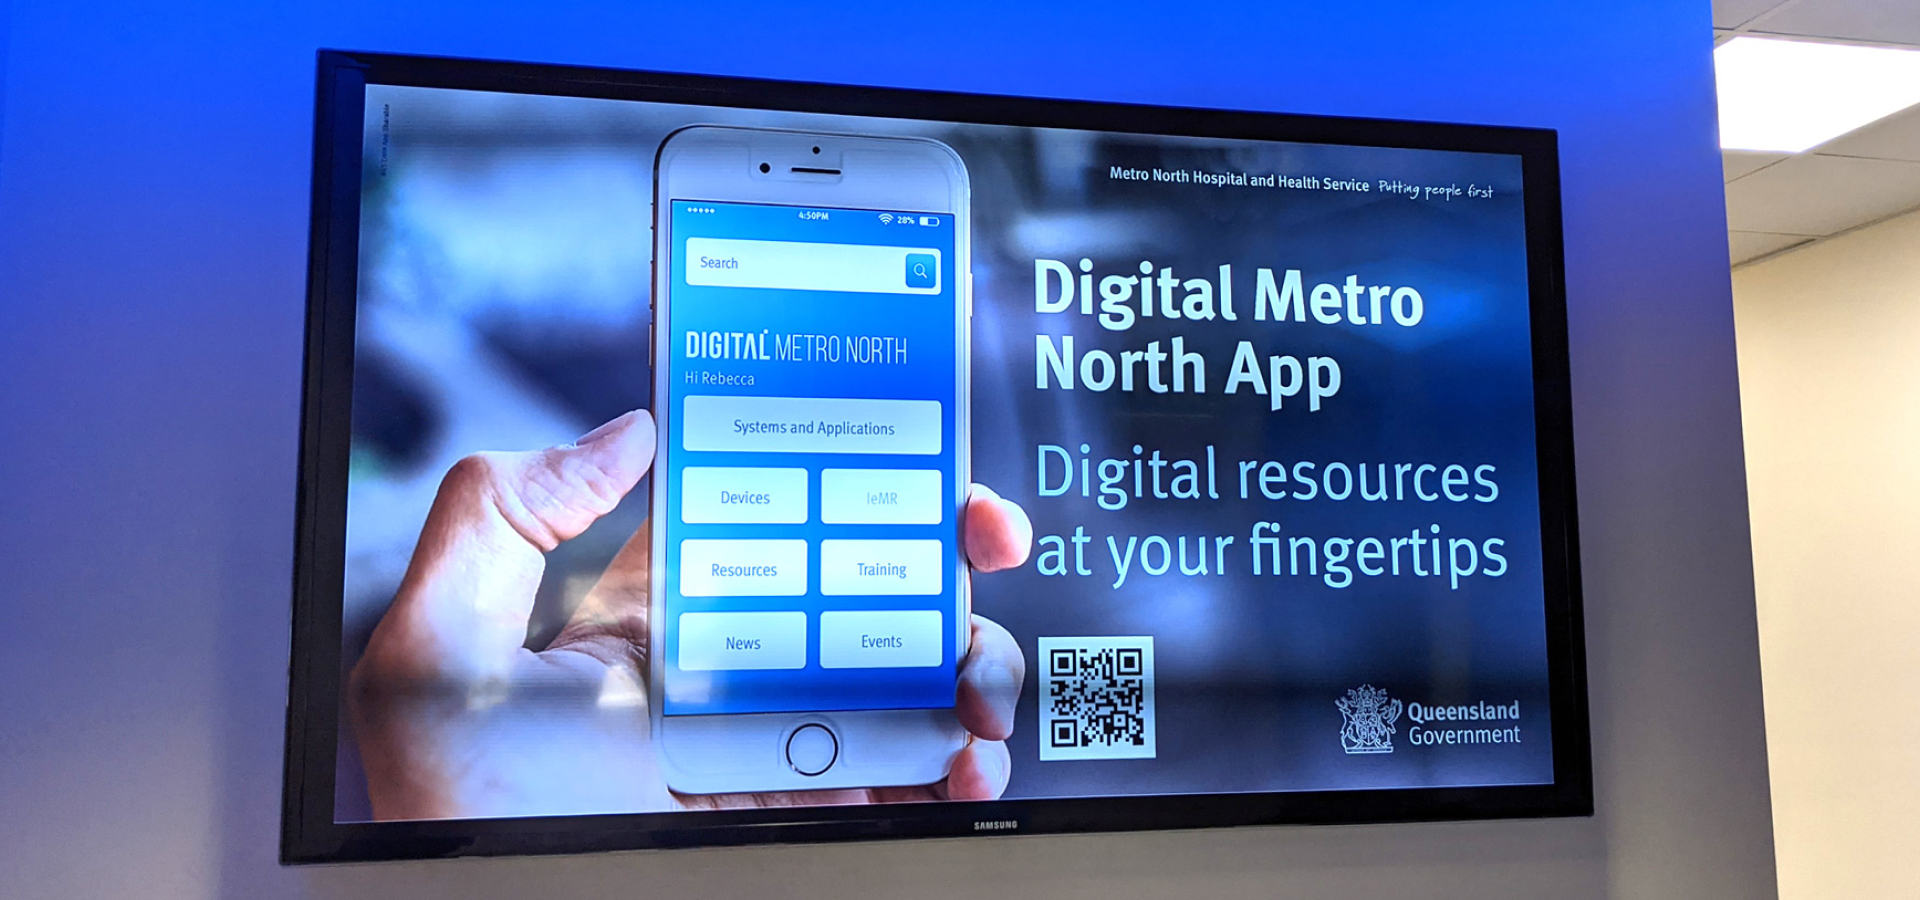 Metro North Hospital and Health Service Putting people first
4:50PM
28%
Search
DIGITAL METRO NORTH
Hi Rebecca
Systems and Applications
Devices
IeMR
Resources
Training
News
Events
Digital Metro
North App
Digital resources
at your fingertips
Queensland
Government
SAMSUNG